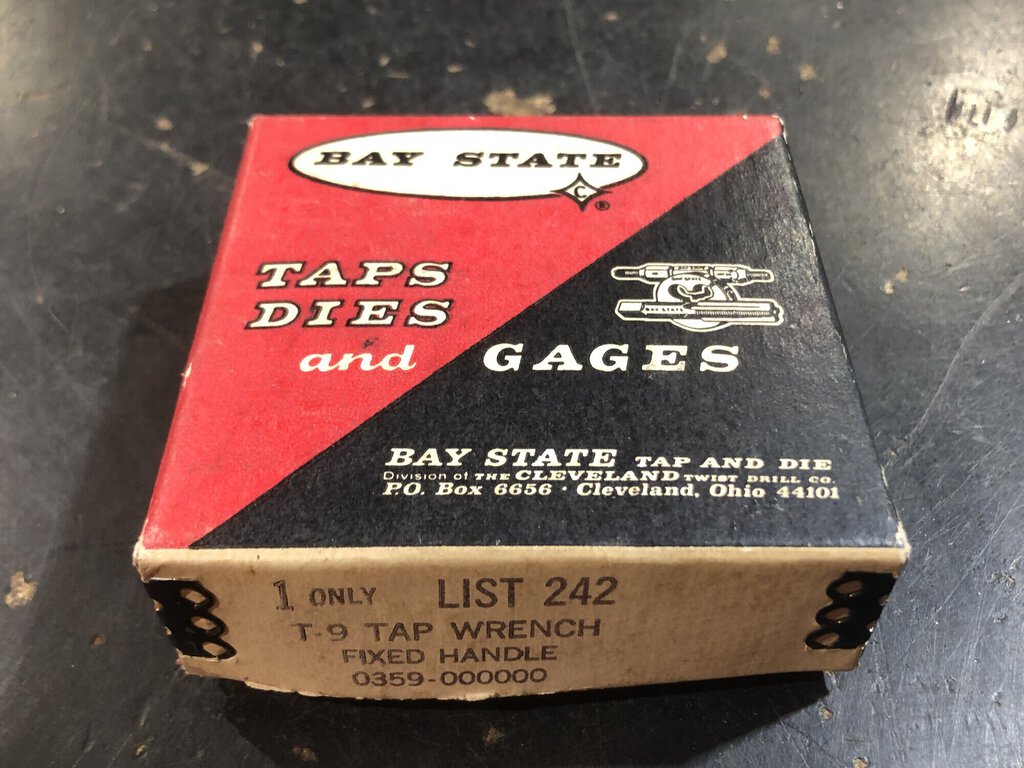 BAY STATE
C
®
TAPS
DIES
and GAGES
BAY STATE TAP AND DIE
Division of THE CLEVELAND TWIST DRILL CO.
P.O. Box 6656 · Cleveland, Ohio 44101
1 ONLY LIST 242
T-9 TAP WRENCH
FIXED HANDLE
0359-000000